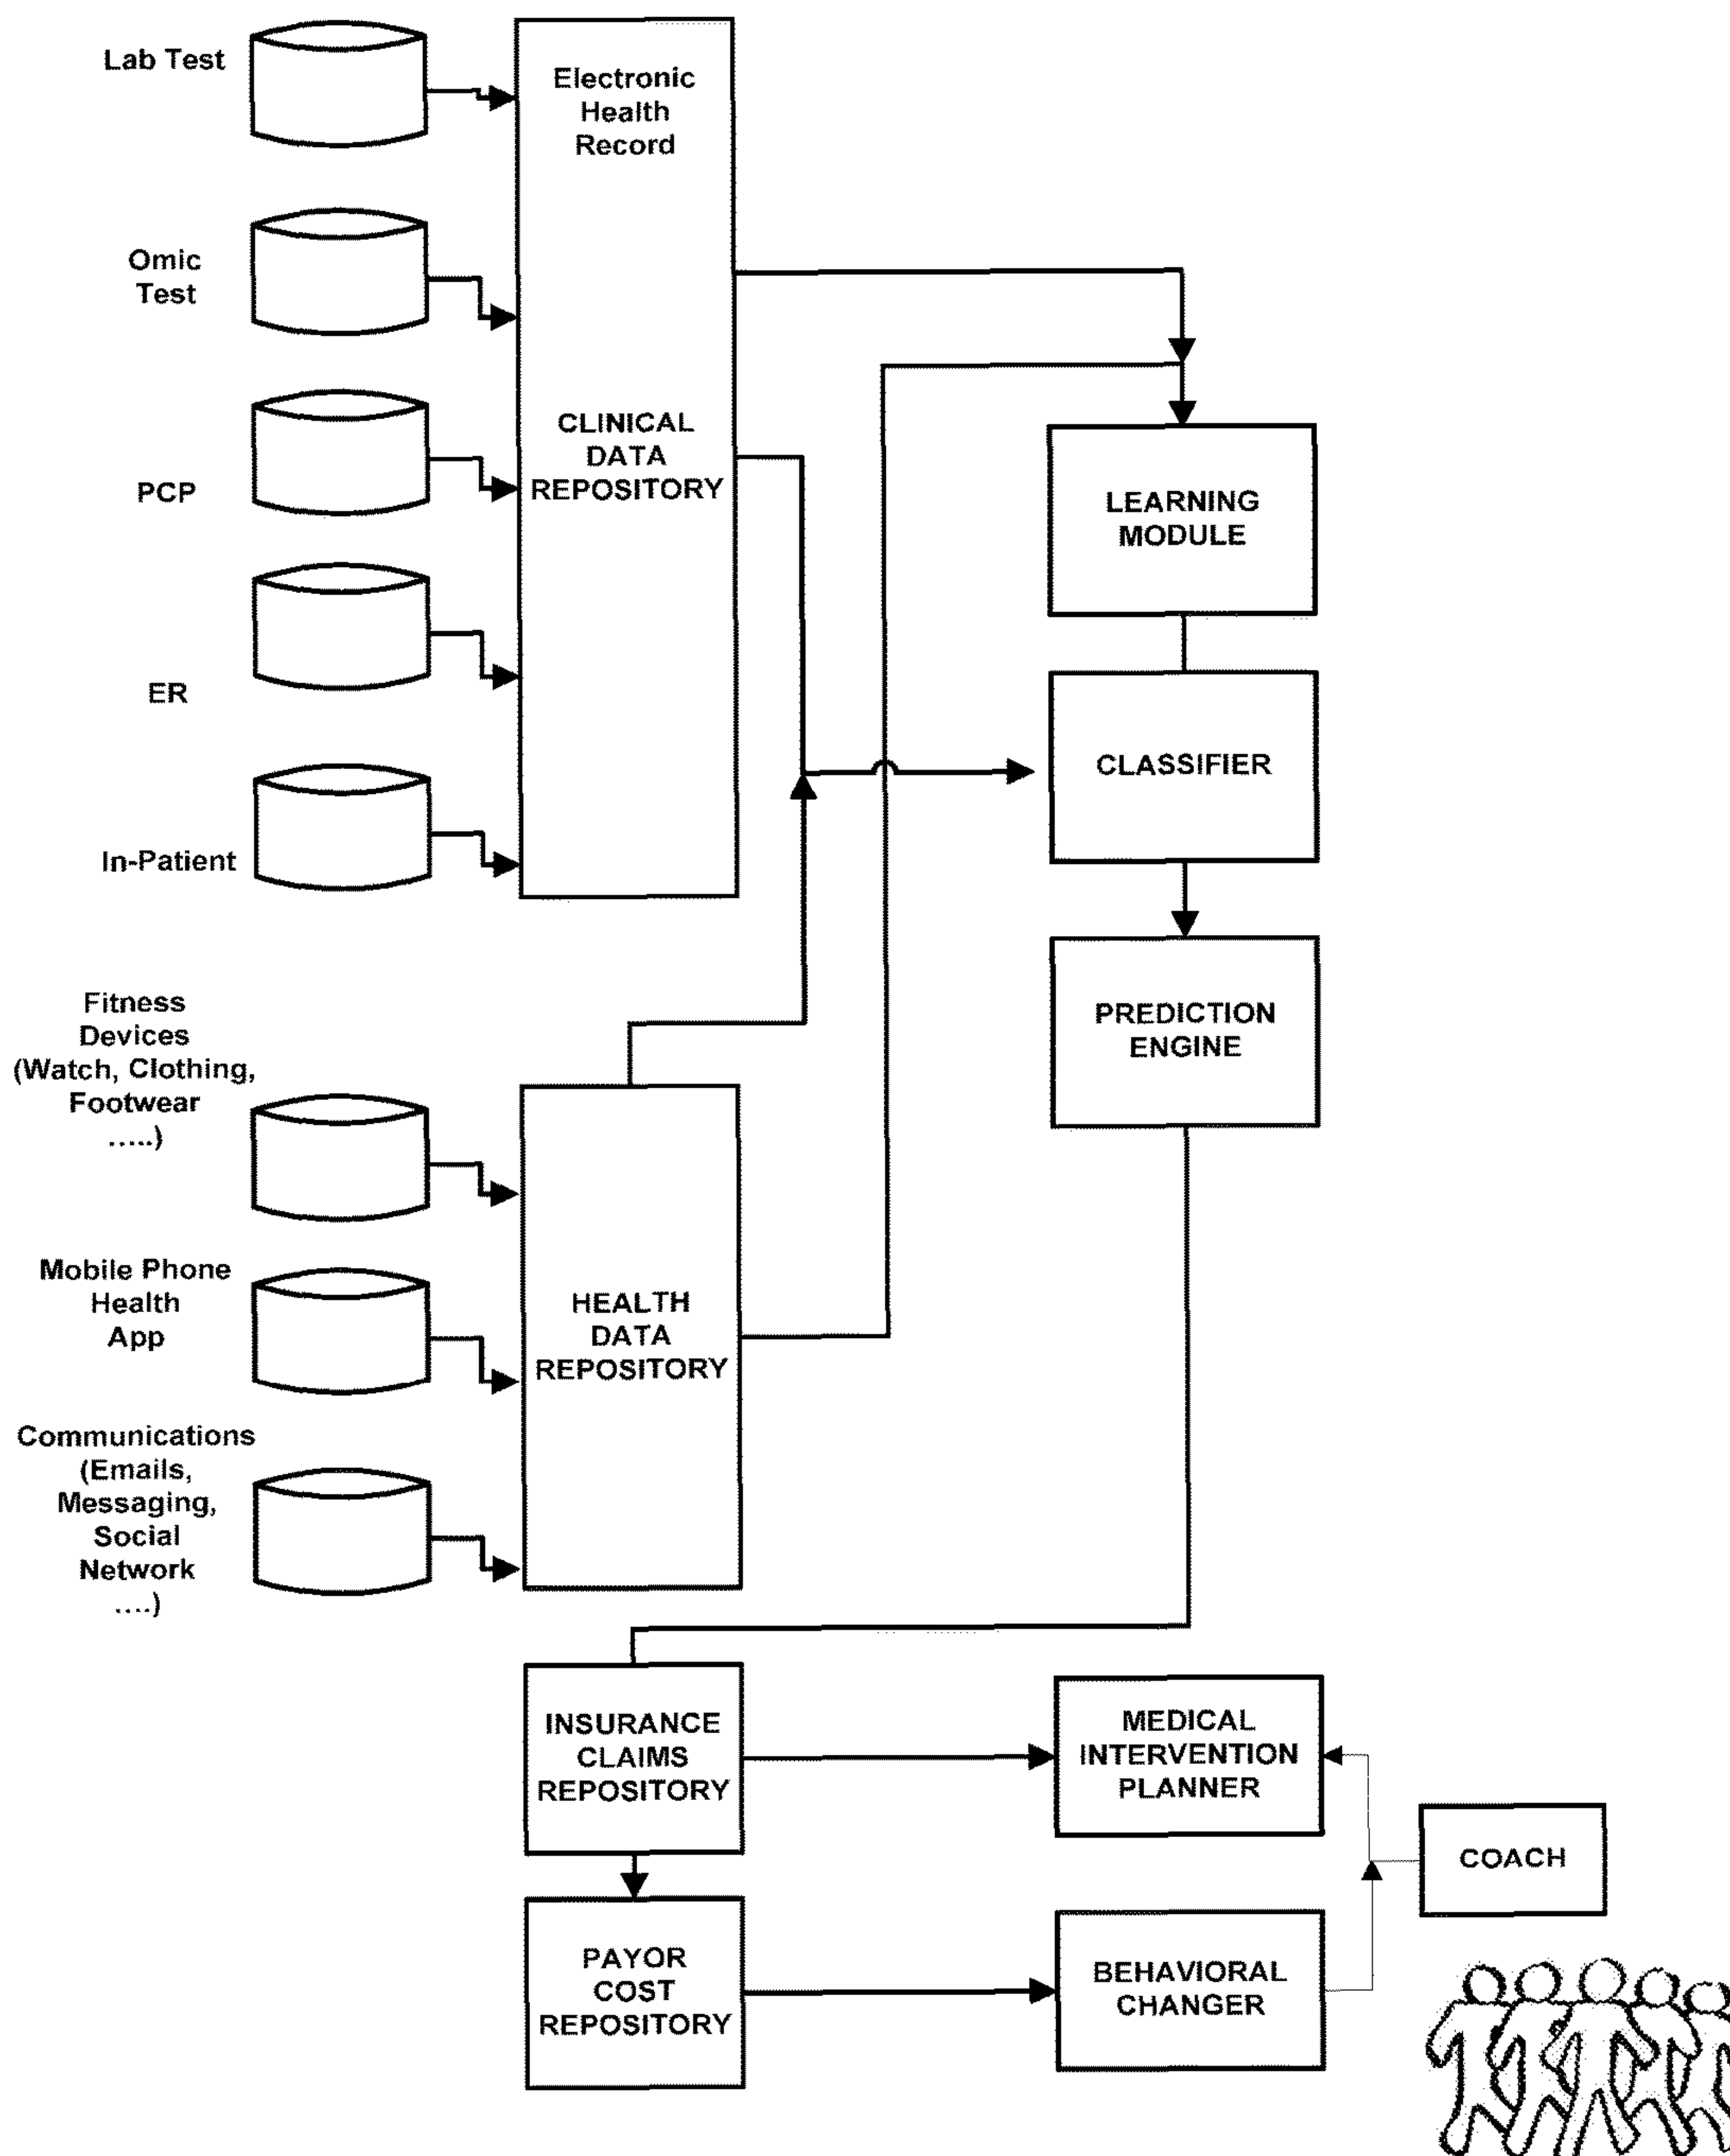 Lab Test
Electronic
Health
Record
Omic
Test
CLINICAL
DATA
REPOSITORY
PCP
LEARNING
MODULE
ER
CLASSIFIER
In-Patient
Fitness
Devices
(Watch, Clothing,
Footwear
.....)
PREDICTION
ENGINE
Mobile Phone
Health
App
HEALTH
DATA
REPOSITORY
Communications
(Emails,
Messaging,
Social
Network
....)
INSURANCE
CLAIMS
REPOSITORY
MEDICAL
INTERVENTION
PLANNER
COACH
PAYOR
COST
REPOSITORY
BEHAVIORAL
CHANGER